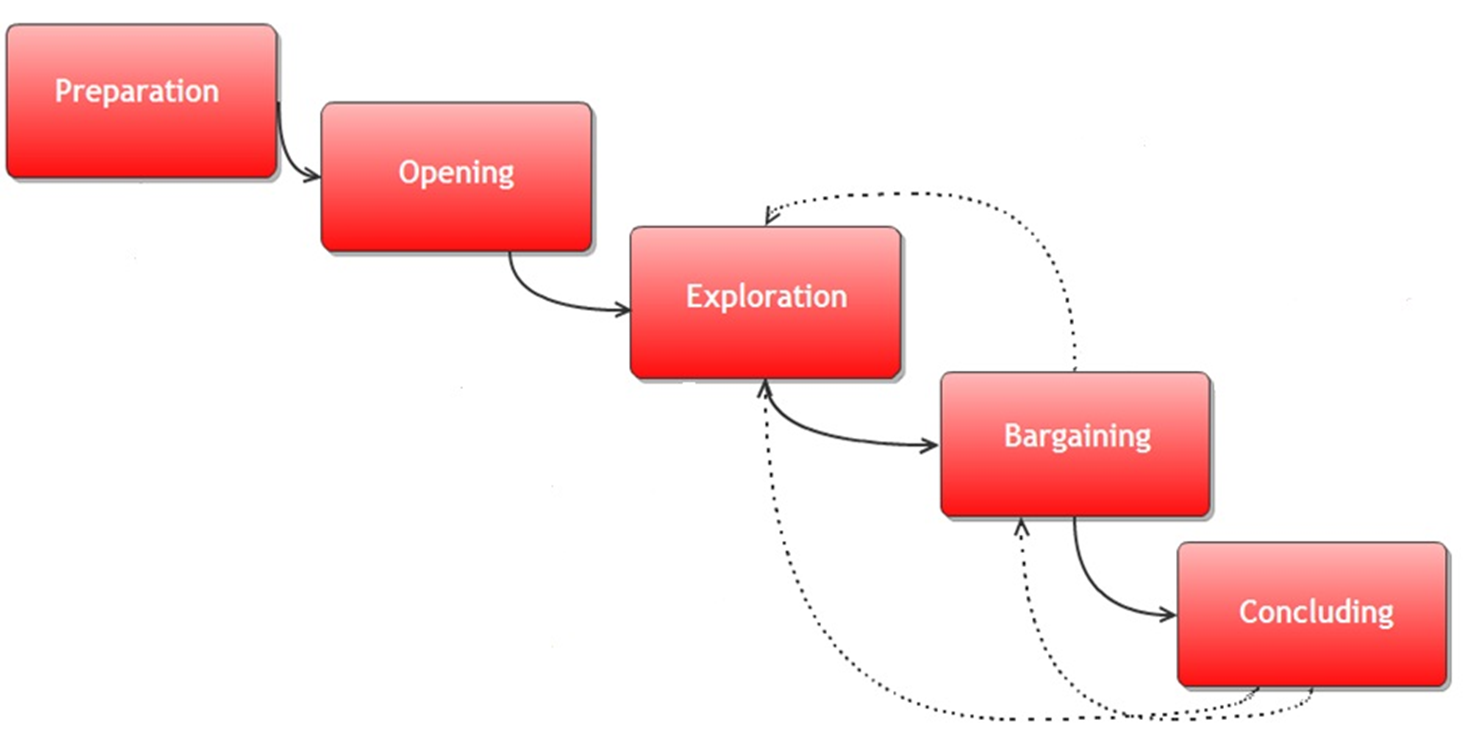 Preparation
Opening
Exploration
Bargaining
Concluding